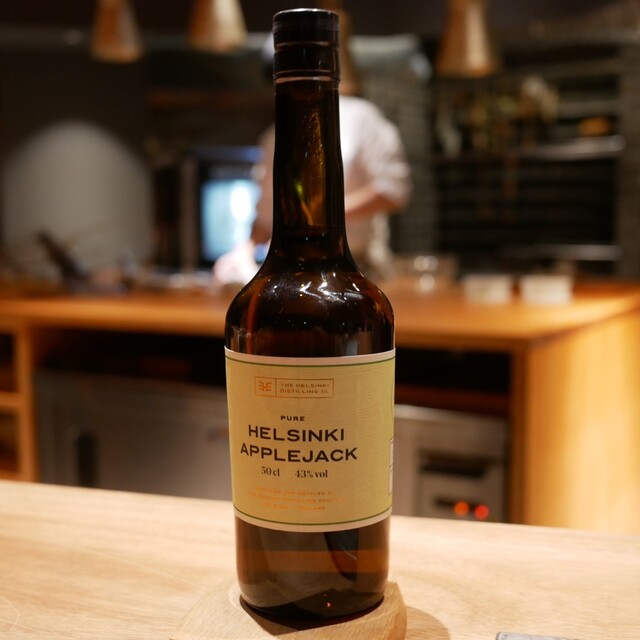 THE HELSINKI
DISTILLING CO.
PURE
HELSINKI
APPLEJACK
50 cl 43% vol